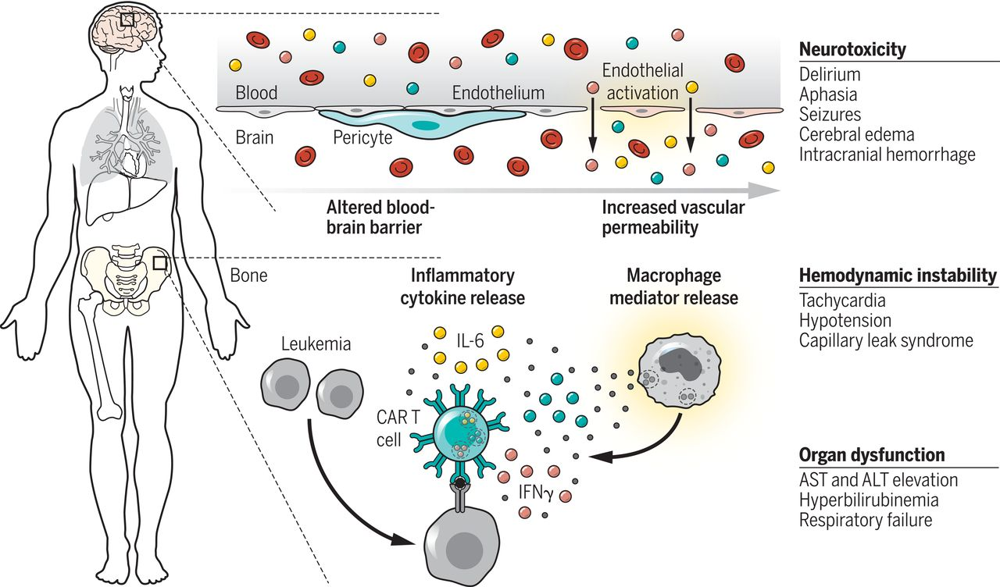 Blood
Endothelium
Endothelial
activation
Brain
Pericyte
Altered blood-
brain barrier
Increased vascular
permeability
Neurotoxicity
Delirium
Aphasia
Seizures
Cerebral edema
Intracranial hemorrhage
Bone
Inflammatory
cytokine release
Macrophage
mediator release
Leukemia
IL-6
CAR T
cell
IFNγ
Hemodynamic instability
Tachycardia
Hypotension
Capillary leak syndrome
Organ dysfunction
AST and ALT elevation
Hyperbilirubinemia
Respiratory failure